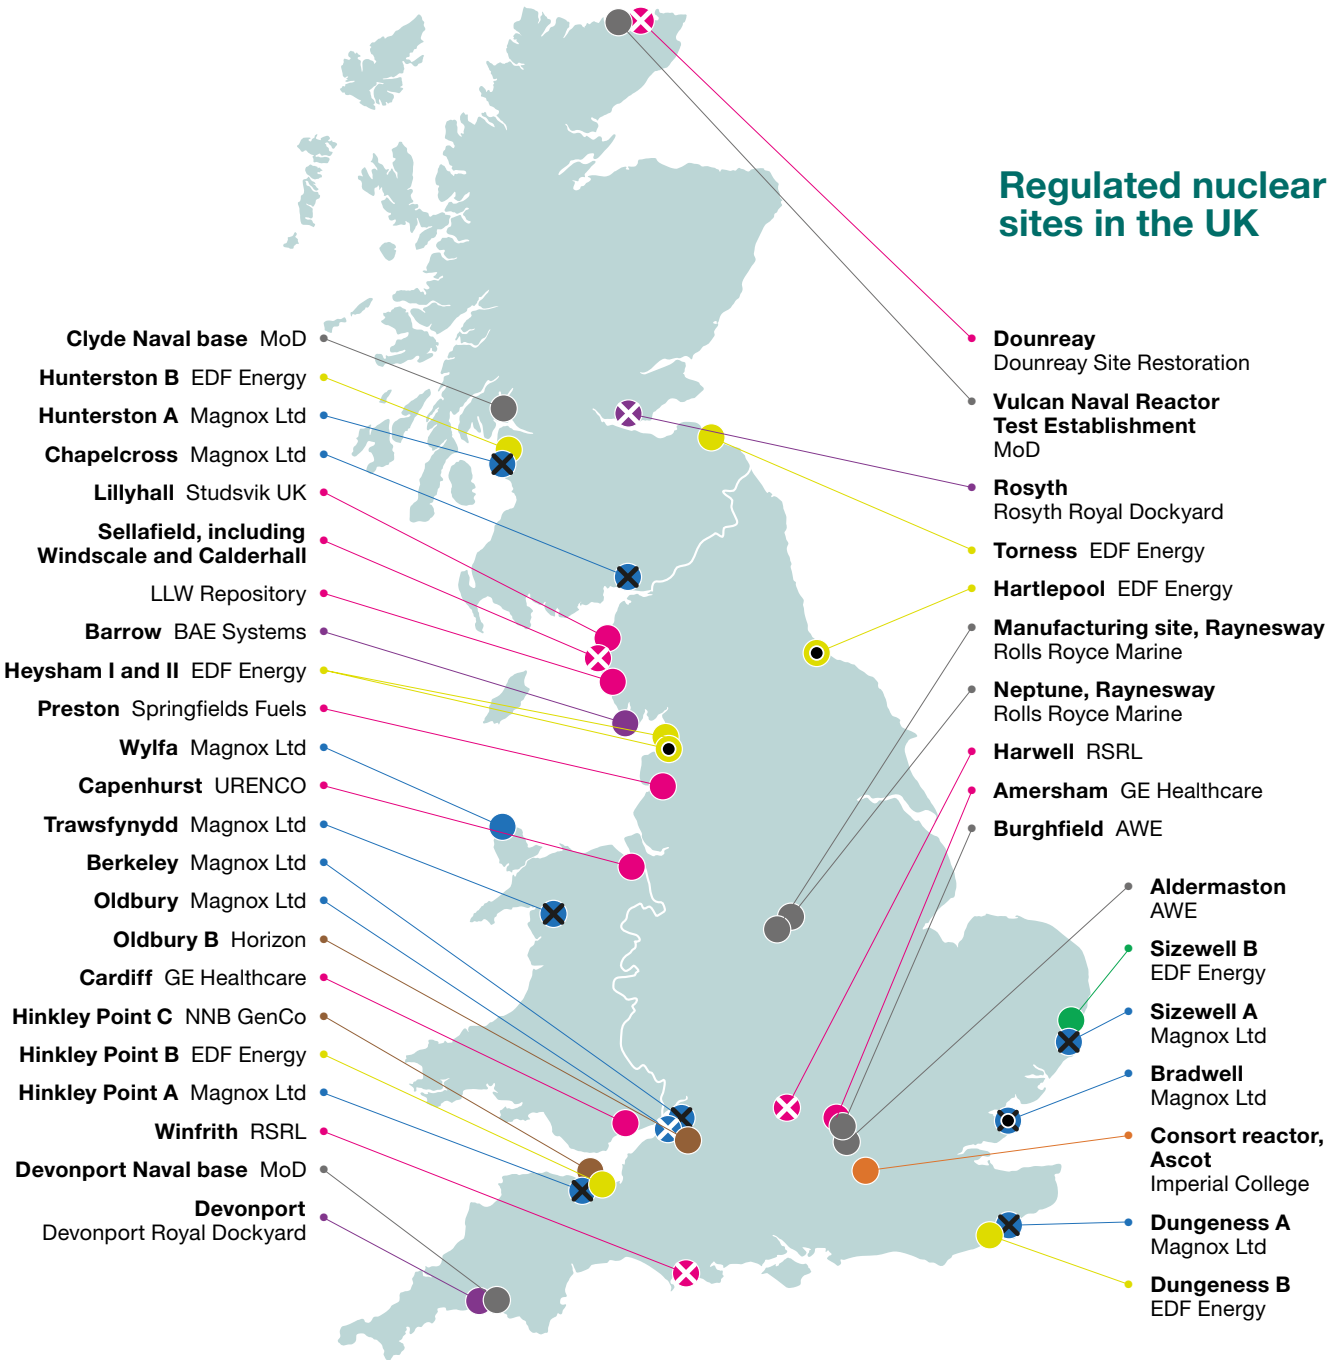 Regulated nuclear
sites in the UK
Clyde Naval base MoD
Hunterston B EDF Energy
Hunterston A Magnox Ltd
Chapelcross Magnox Ltd
Lillyhall Studsvik UK
Sellafield, including
Windscale and Calderhall
LLW Repository
Barrow BAE Systems
Heysham I and II EDF Energy
Preston Springfields Fuels
Wylfa Magnox Ltd
Capenhurst URENCO
Trawsfynydd Magnox Ltd
Berkeley Magnox Ltd
Oldbury Magnox Ltd
Oldbury B Horizon
Cardiff GE Healthcare
Hinkley Point C NNB GenCo
Hinkley Point B EDF Energy
Hinkley Point A Magnox Ltd
Winfrith RSRL
Devonport Naval base MoD
Devonport
Devonport Royal Dockyard
Dounreay
Dounreay Site Restoration
Vulcan Naval Reactor
Test Establishment
MoD
Rosyth
Rosyth Royal Dockyard
Torness EDF Energy
Hartlepool EDF Energy
Manufacturing site, Raynesway
Rolls Royce Marine
Neptune, Raynesway
Rolls Royce Marine
Harwell RSRL
Amersham GE Healthcare
Burghfield AWE
Aldermaston
AWE
Sizewell B
EDF Energy
Sizewell A
Magnox Ltd
Bradwell
Magnox Ltd
Consort reactor,
Ascot
Imperial College
Dungeness A
Magnox Ltd
Dungeness B
EDF Energy